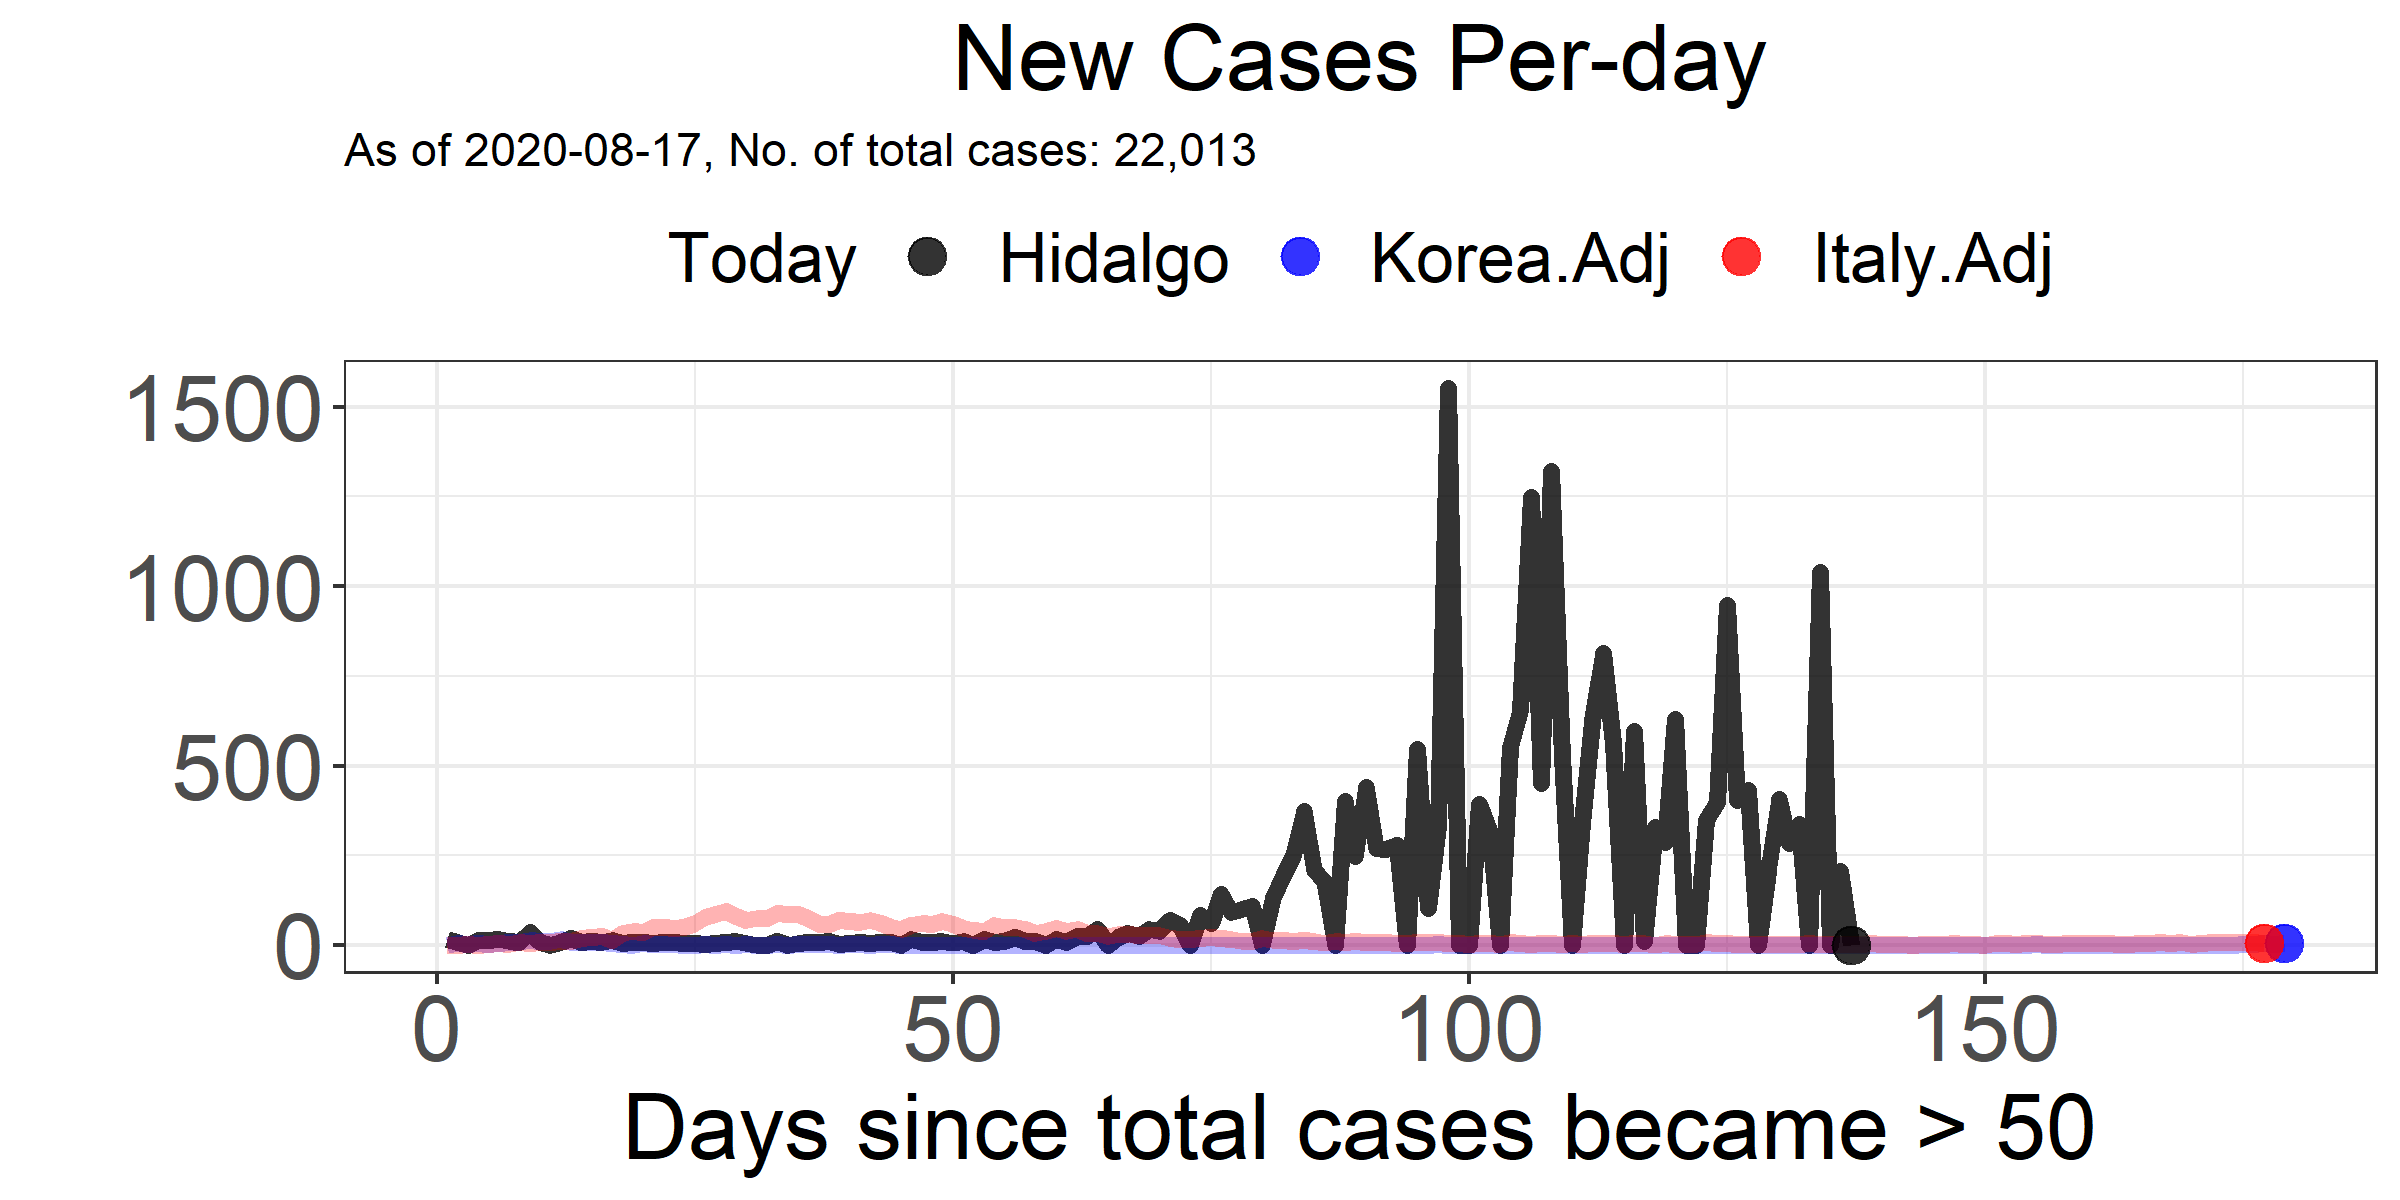 New Cases Per-day
As of 2020-08-17, No. of total cases: 22,013
Today Hidalgo Korea.Adj Italy.Adj
1500
1000
500
0
0 50 100 150
Days since total cases became > 50